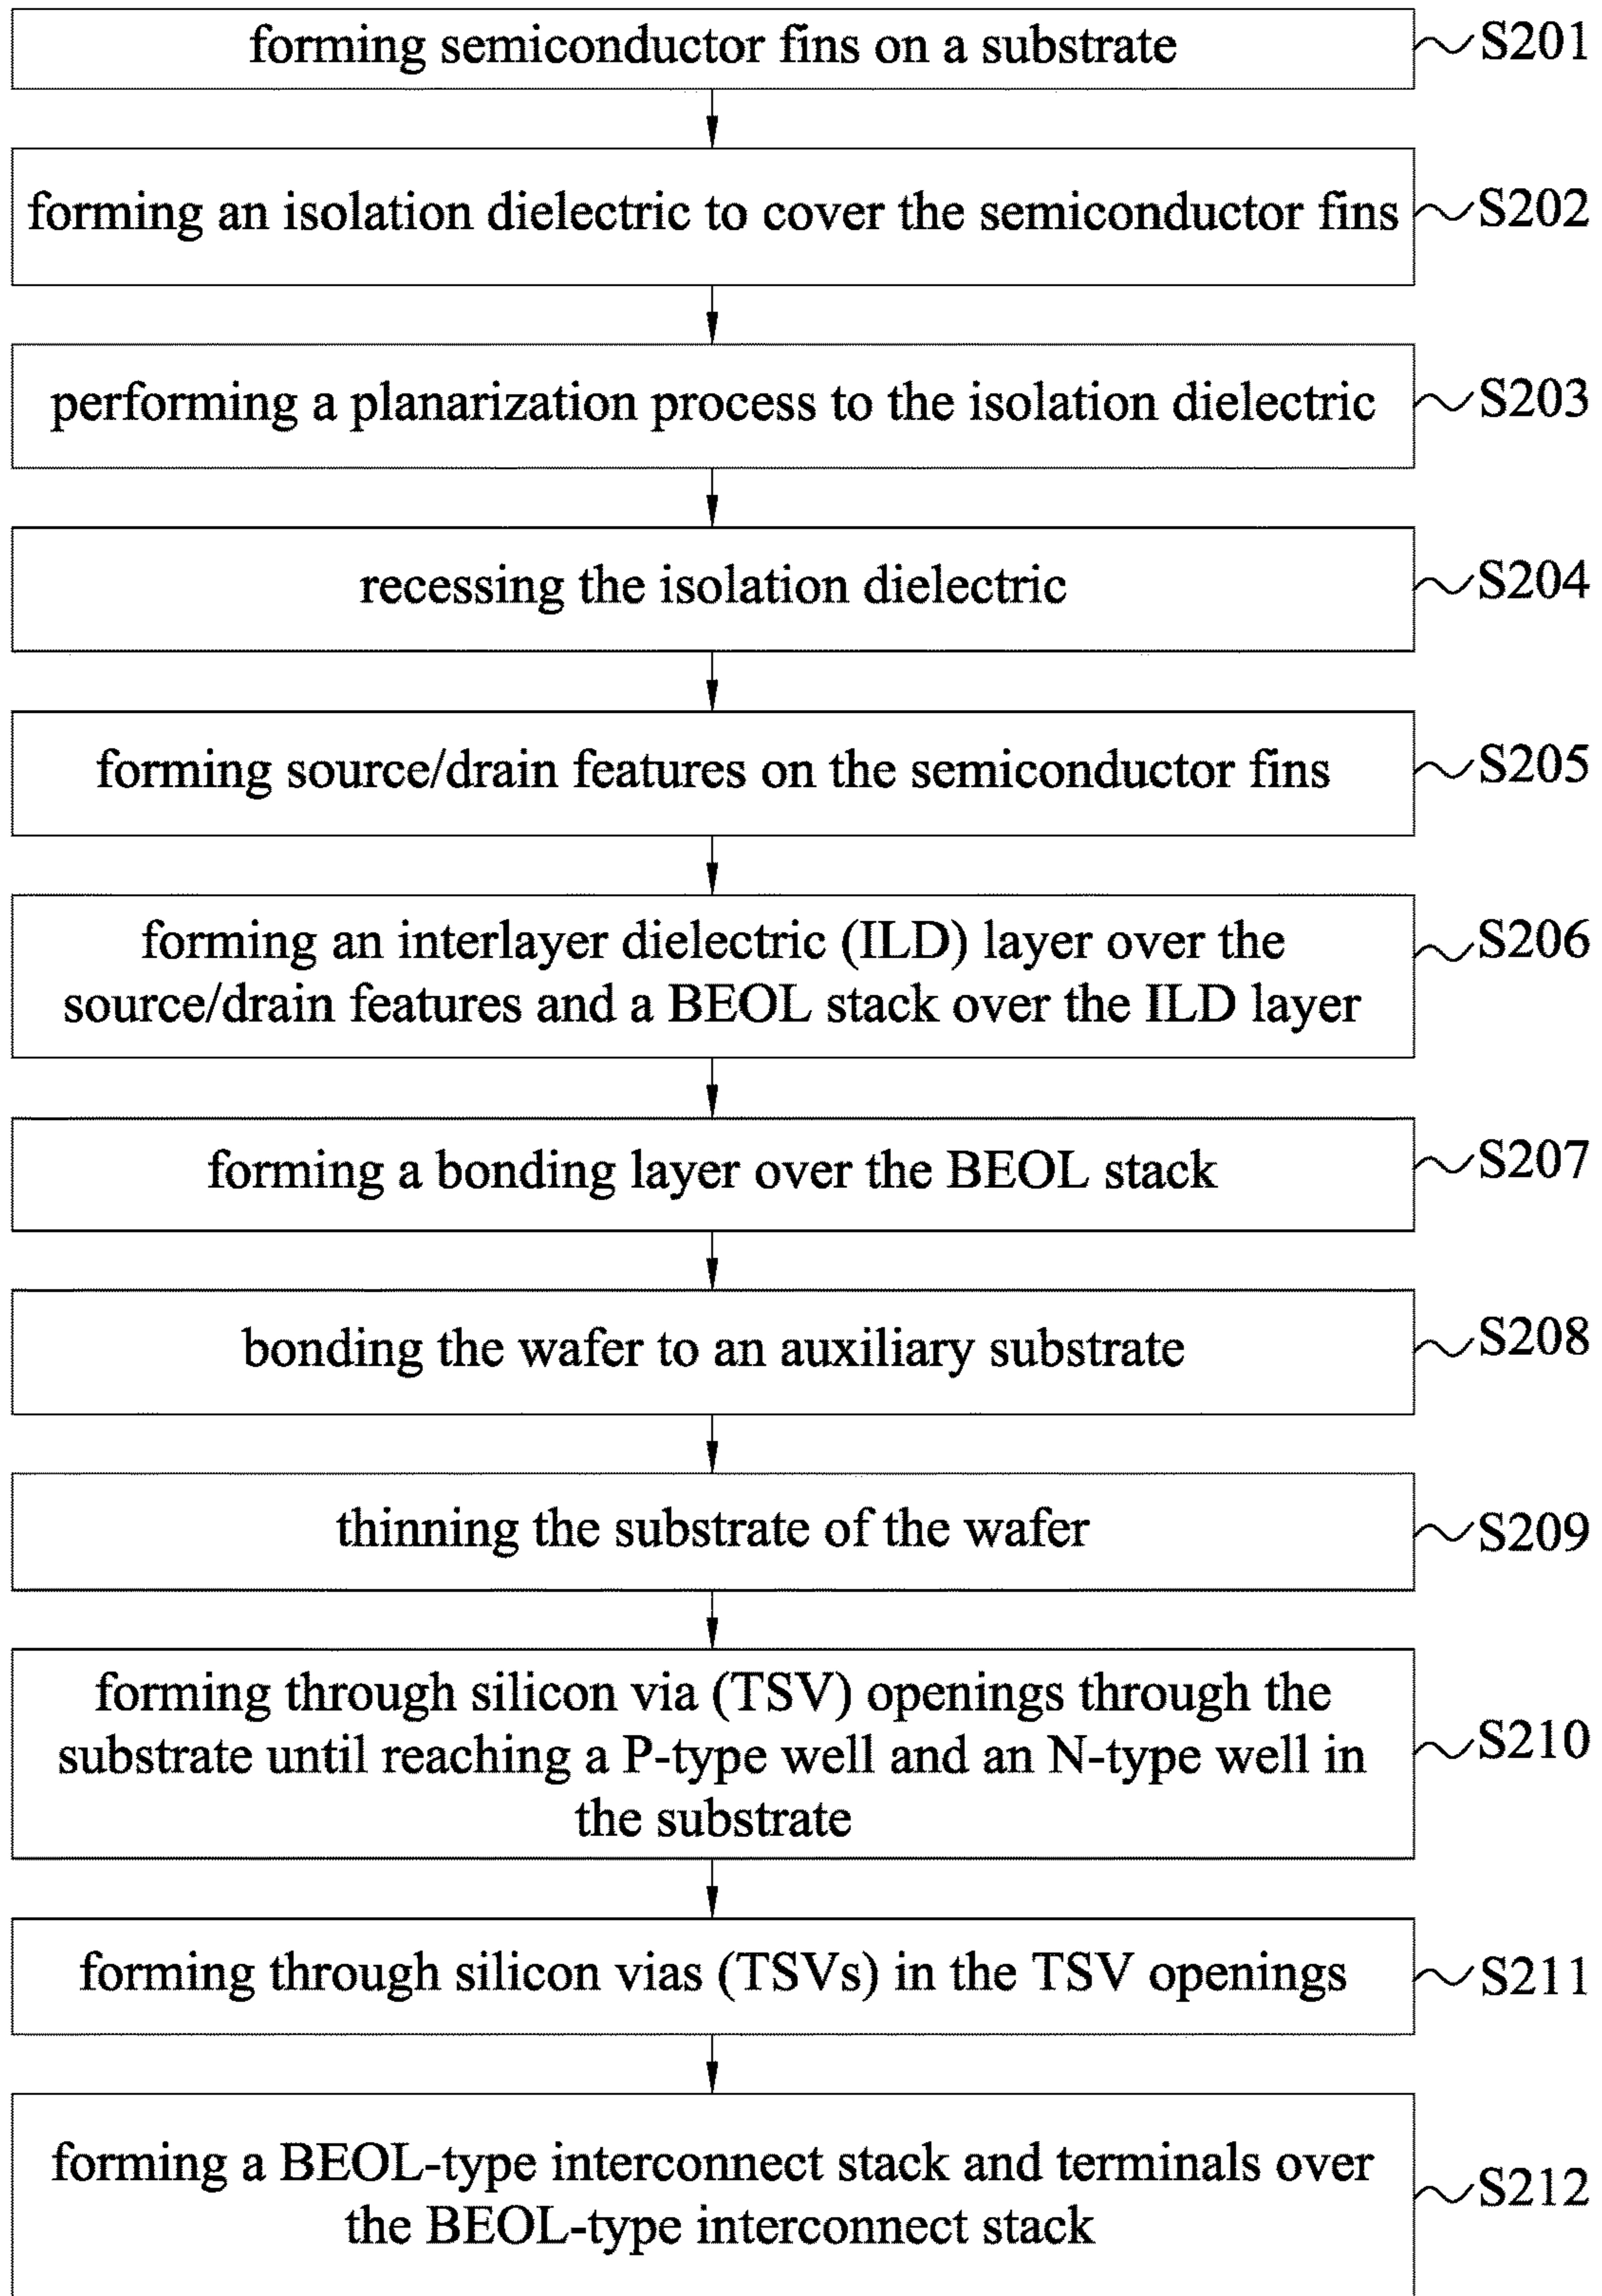 forming semiconductor fins on a substrate
S201
forming an isolation dielectric to cover the semiconductor fins
S202
performing a planarization process to the isolation dielectric
S203
recessing the isolation dielectric
S204
forming source/drain features on the semiconductor fins
S205
forming an interlayer dielectric (ILD) layer over the
source/drain features and a BEOL stack over the ILD layer
S206
forming a bonding layer over the BEOL stack
S207
bonding the wafer to an auxiliary substrate
S208
thinning the substrate of the wafer
S209
forming through silicon via (TSV) openings through the
substrate until reaching a P-type well and an N-type well in
the substrate
S210
forming through silicon vias (TSVs) in the TSV openings
S211
forming a BEOL-type interconnect stack and terminals over
the BEOL-type interconnect stack
S212